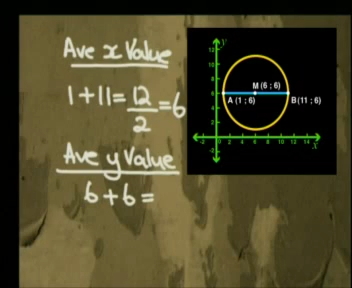 Ave x Value
1+11= 12/2 =6
Ave y Value
6+6=
y
12
10
8
6
4
2
-2
M (6 ; 6)
A (1 ; 6)
B (11 ; 6)
-2
2
4
6
8
10
12
14
x